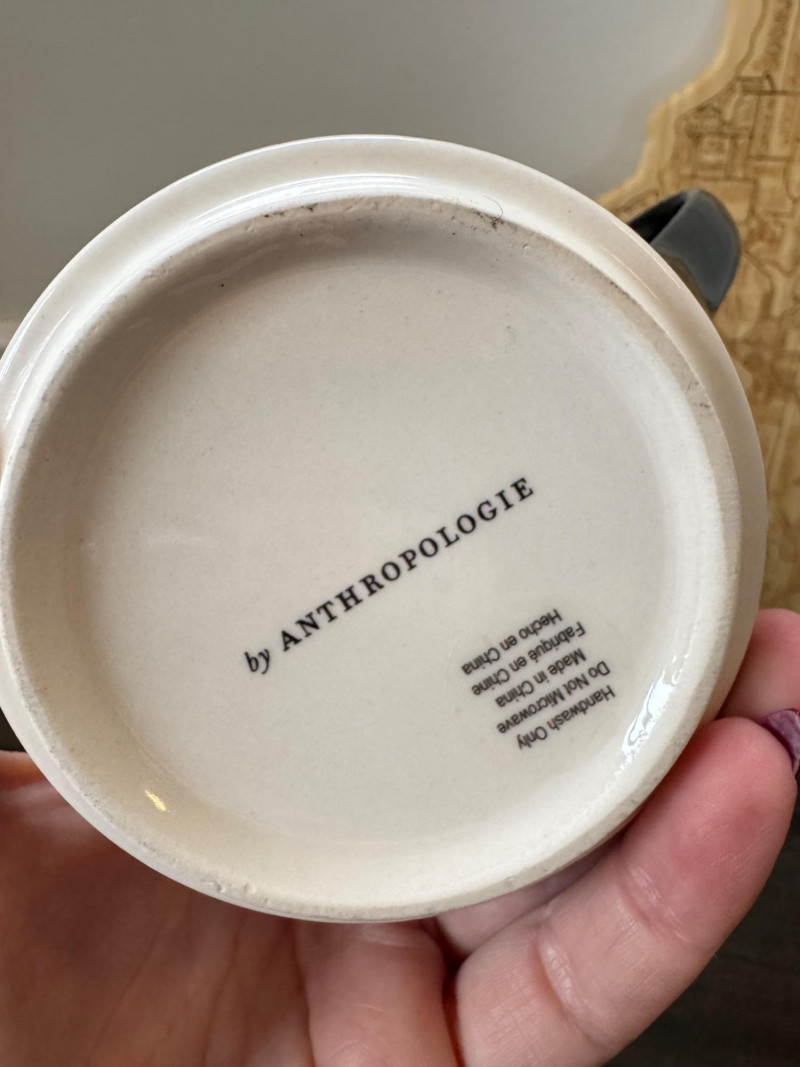 by ANTHROPOLOGIE
Handwash Only
Do Not Microwave
Made in China
Fabriqué en Chine
Hecho en China